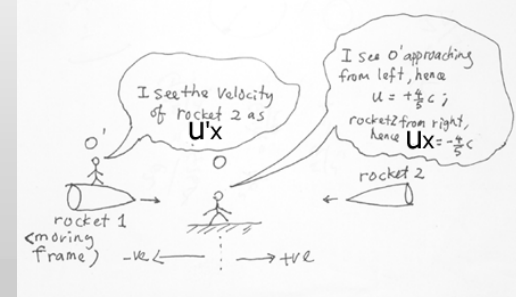 I see O' approaching
from left, hence
u = +4/5 c ;
rocket 2 from right,
hence Ux = -4/5 c
I see the velocity
of rocket 2 as
u'x
O'
O
rocket 2
rocket 1
<moving
frame)
-ve
+ve